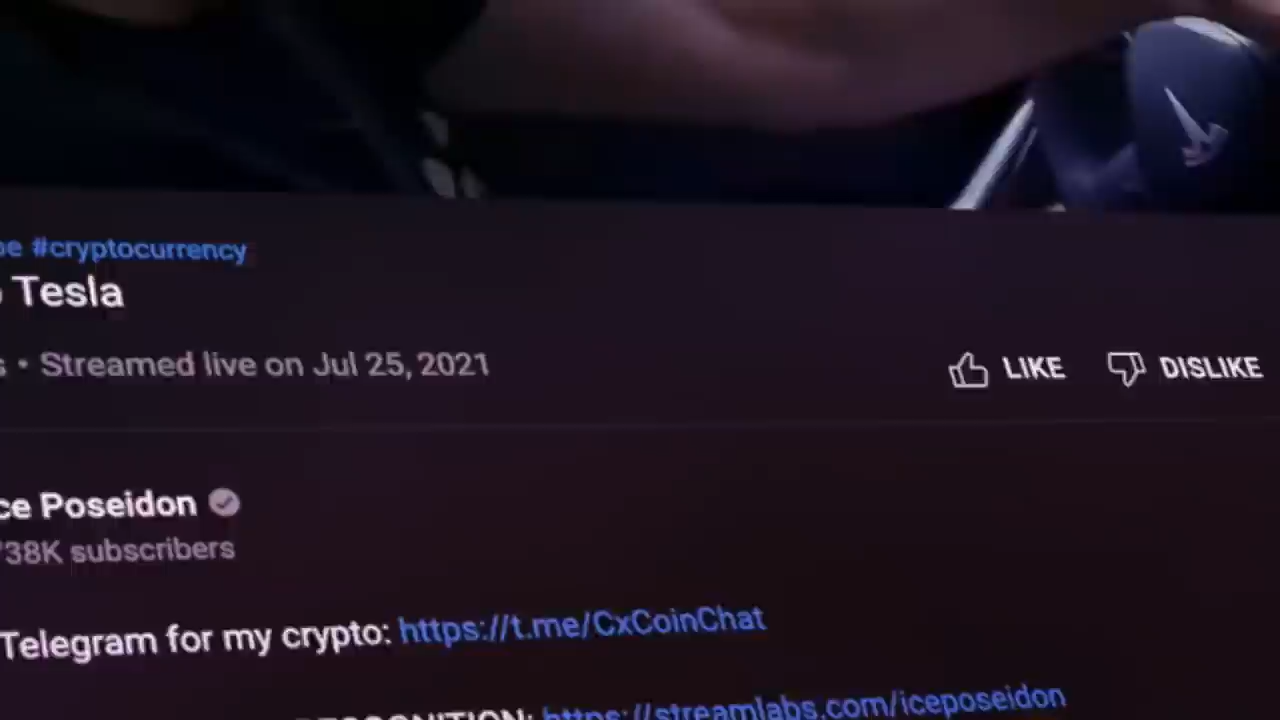 #cryptocurrency
Tesla
• Streamed live on Jul 25, 2021
LIKE
DISLIKE
ce Poseidon
38K subscribers
Telegram for my crypto: https://t.me/CxCoinChat
https://streamlabs.com/iceposeidon